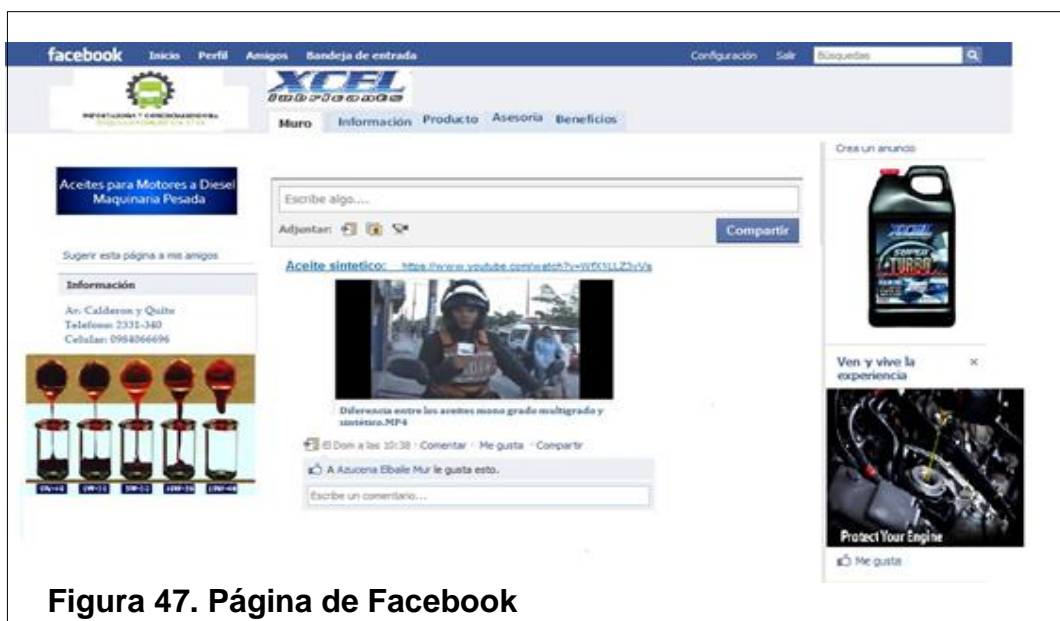 facebook Inicio Perfil Amigos Bandeja de entrada Configuración Salir Búsquedas
XCEL
Muro Información Producto Asesoria Beneficios
Crea un anuncio
Aceites para Motores a Diesel
Maquinaria Pesada
Escribe algo....
Adjuntar:
Compartir
Sugerir esta página a mis amigos
Información
Av. Calderon y Quito
Telefono: 2331-340
Celular: 0984066696
Aceite sintetico:
Diferencia entre los aceites mono grado multigrado y
sintético.MP4
El Dom a las 10:38 · Comentar · Me gusta · Compartir
A Azucena Elbaile Mur le gusta esto.
Escribe un comentario...
XCEL
SUPER
TURBO
Ven y vive la
experiencia
Protect Your Engine
Me gusta
Figura 47. Página de Facebook